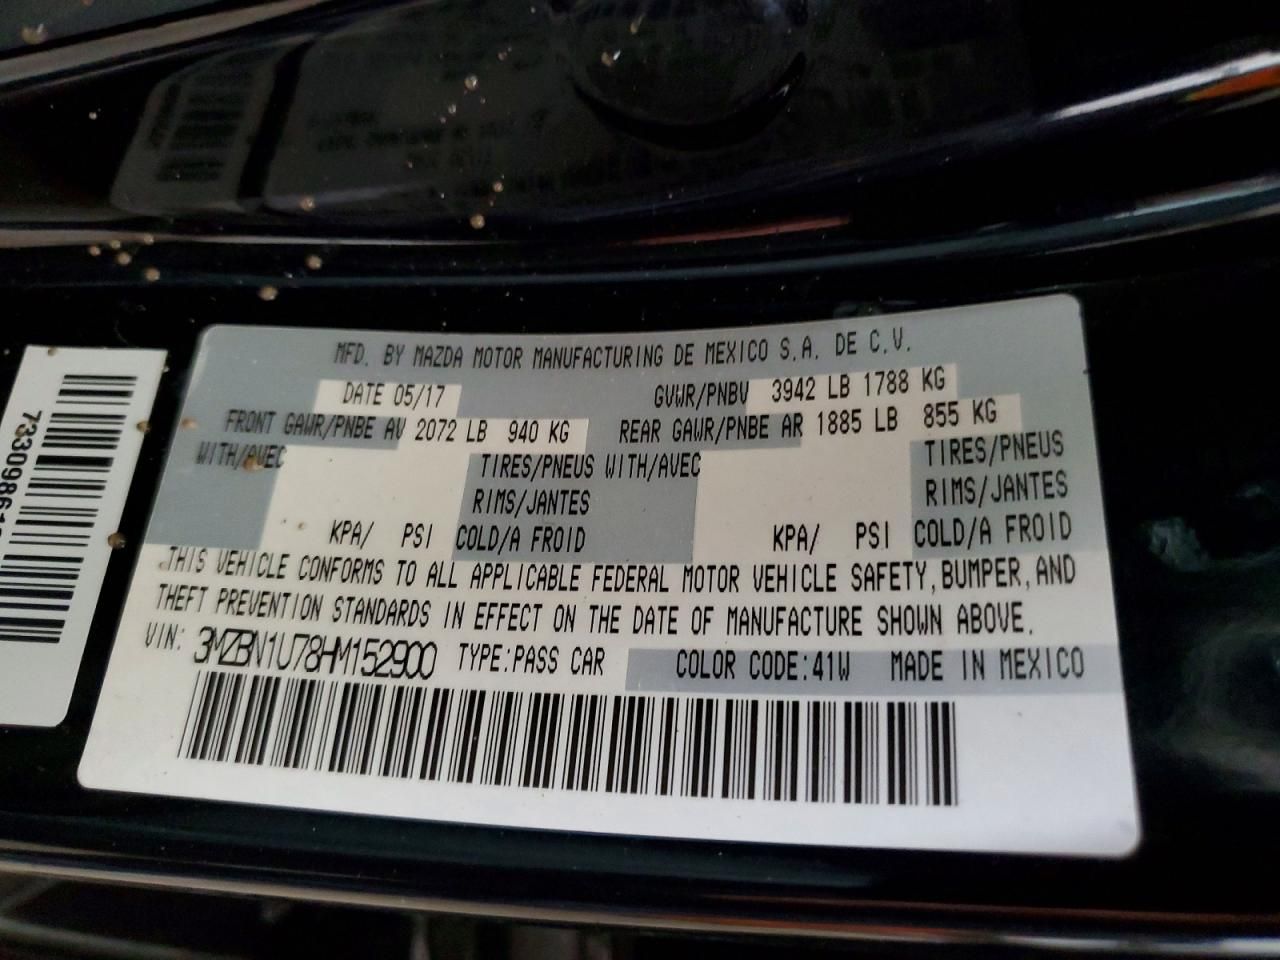 MFD. BY MAZDA MOTOR MANUFACTURING DE MEXICO S.A. DE C.V.
DATE 05/17 GVWR/PNBV 3942 LB 1788 KG
FRONT GAWR/PNBE AV 2072 LB 940 KG REAR GAWR/PNBE AR 1885 LB 855 KG
WITH/AVEC TIRES/PNEUS WITH/AVEC TIRES/PNEUS
RIMS/JANTES RIMS/JANTES
KPA/ PSI COLD/A FROID KPA/ PSI COLD/A FROID
THIS VEHICLE CONFORMS TO ALL APPLICABLE FEDERAL MOTOR VEHICLE SAFETY, BUMPER, AND
THEFT PREVENTION STANDARDS IN EFFECT ON THE DATE OF MANUFACTURE SHOWN ABOVE.
VIN: 3MZBN1U78HM152900 TYPE:PASS CAR COLOR CODE:41W MADE IN MEXICO